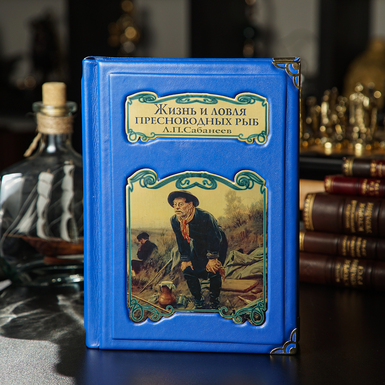 Жизнь и ловля
пресноводных рыб
Л.П.Сабанеев